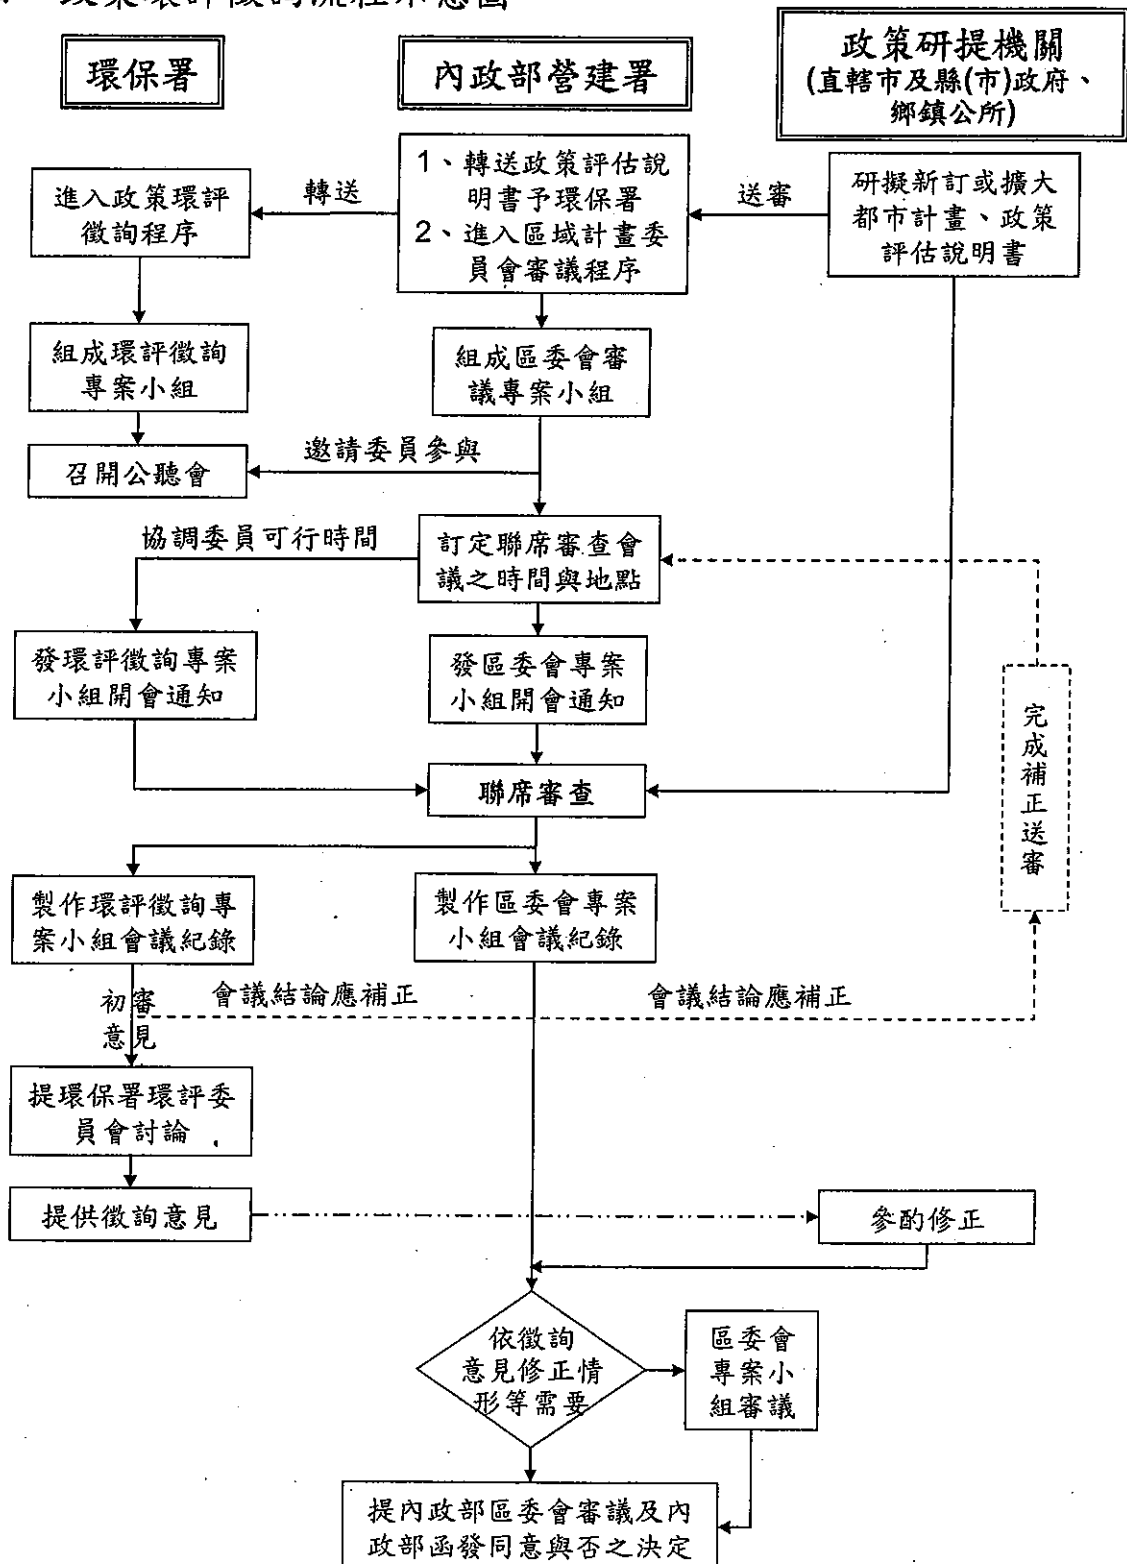 政策環評徵詢流程示意圖
環保署
內政部營建署
政策研提機關
(直轄市及縣(市)政府、
鄉鎮公所)
進入政策環評
徵詢程序
轉送
1、轉送政策評估說
明書予環保署
2、進入區域計畫委
員會審議程序
送審
研擬新訂或擴大
都市計畫、政策
評估說明書
組成環評徵詢
專案小組
組成區委會審
議專案小組
召開公聽會
邀請委員參與
協調委員可行時間
訂定聯席審查會
議之時間與地點
發環評徵詢專案
小組開會通知
發區委會專案
小組開會通知
完成補正送審
聯席審查
製作環評徵詢專
案小組會議紀錄
製作區委會專案
小組會議紀錄
初審
意見
會議結論應補正
會議結論應補正
提環保署環評委
員會討論
提供徵詢意見
參酌修正
依徵詢
意見修正情
形等需要
區委會
專案小
組審議
提內政部區委會審議及內
政部函發同意與否之決定